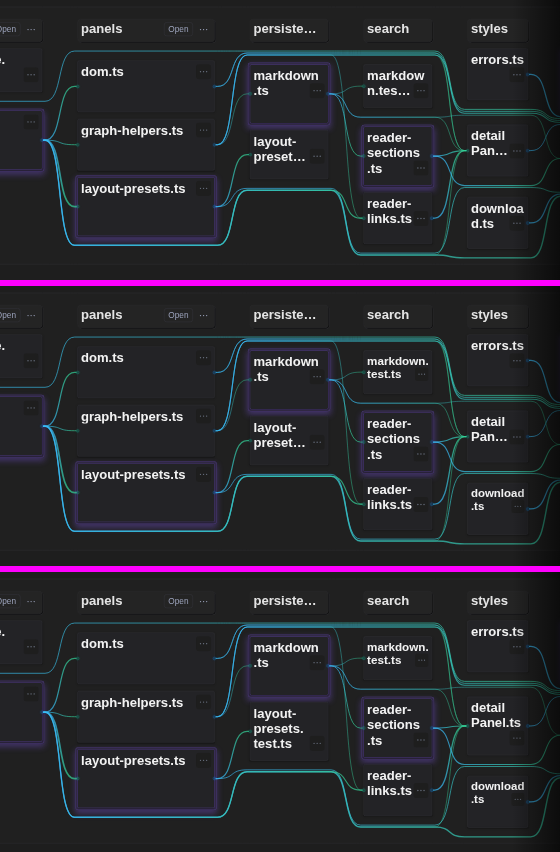 Open ... panels Open ... persiste... search styles
e.
...
dom.ts
...
markdown
.ts
...
markdow
n.tes...
...
errors.ts
...
...
graph-helpers.ts
...
layout-
preset...
...
reader-
sections
.ts
...
detail
Pan...
...
layout-presets.ts
...
reader-
links.ts
...
downloa
d.ts
...
Open ... panels Open ... persiste... search styles
e.
...
dom.ts
...
markdown
.ts
...
markdown.
test.ts
...
errors.ts
...
...
graph-helpers.ts
...
layout-
preset...
...
reader-
sections
.ts
...
detail
Pan...
...
layout-presets.ts
...
reader-
links.ts
...
download
.ts
...
Open ... panels Open ... persiste... search styles
e.
...
dom.ts
...
markdown
.ts
...
markdown.
test.ts
...
errors.ts
...
...
graph-helpers.ts
...
layout-
presets.
test.ts
...
reader-
sections
.ts
...
detail
Panel.ts
...
layout-presets.ts
...
reader-
links.ts
...
download
.ts
...